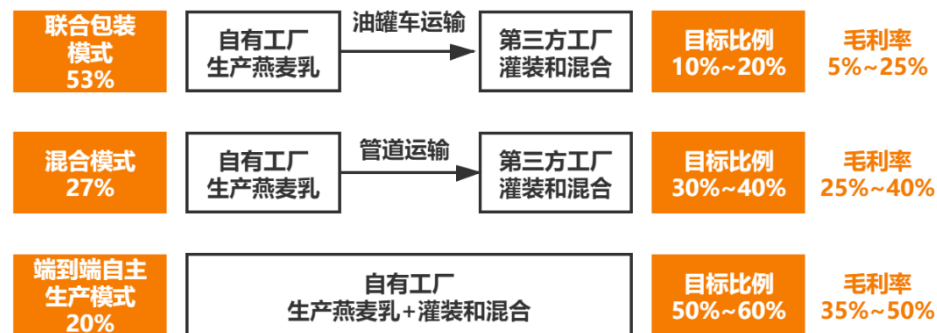 联合包装
模式
53%
自有工厂
生产燕麦乳
油罐车运输
第三方工厂
灌装和混合
目标比例
10%~20%
毛利率
5%~25%
混合模式
27%
自有工厂
生产燕麦乳
管道运输
第三方工厂
灌装和混合
目标比例
30%~40%
毛利率
25%~40%
端到端自主
生产模式
20%
自有工厂
生产燕麦乳+灌装和混合
目标比例
50%~60%
毛利率
35%~50%